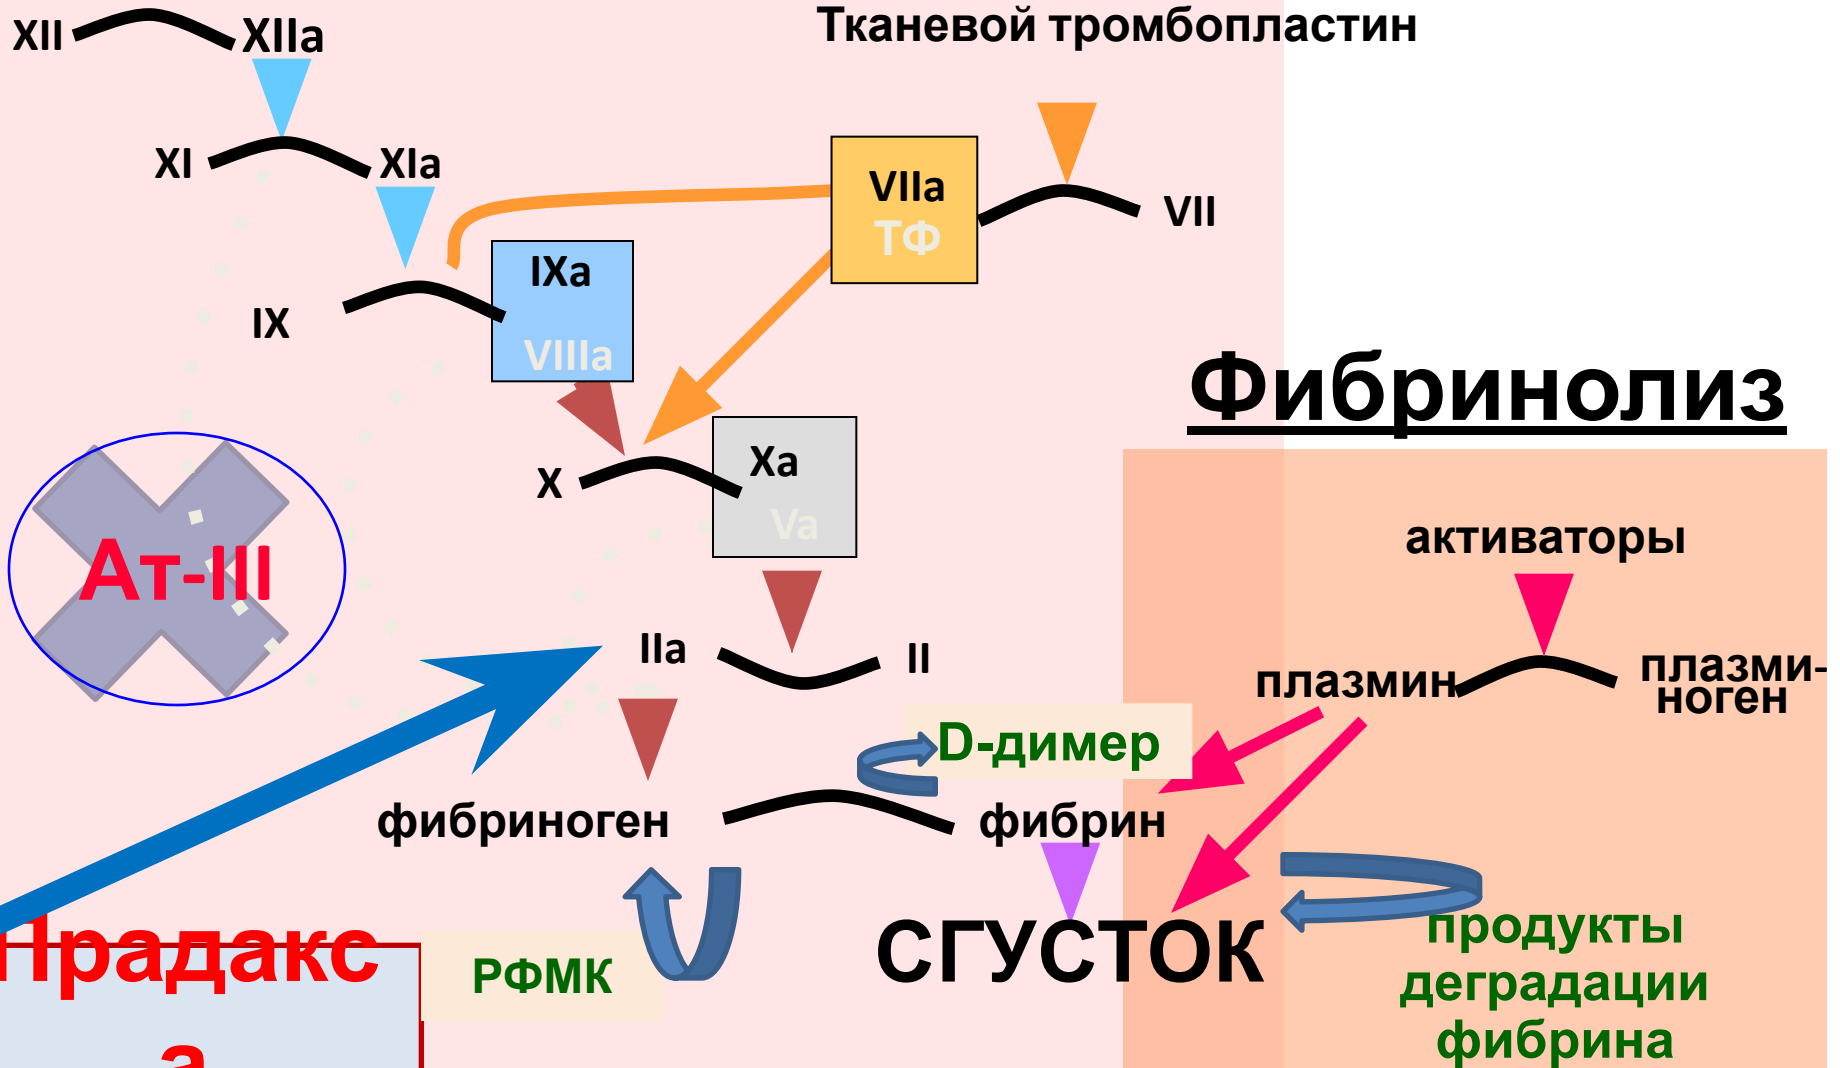 XII
XIIa
Тканевой тромбопластин
XI
XIa
VIIa
ТФ
VII
IX
IXa
VIIIa
Фибринолиз
X
Xa
Va
Ат-III
активаторы
IIa
II
плазмин
плазми-
ноген
D-димер
фибриноген
фибрин
Прадакс
а
РФМК
СГУСТОК
продукты
деградации
фибрина